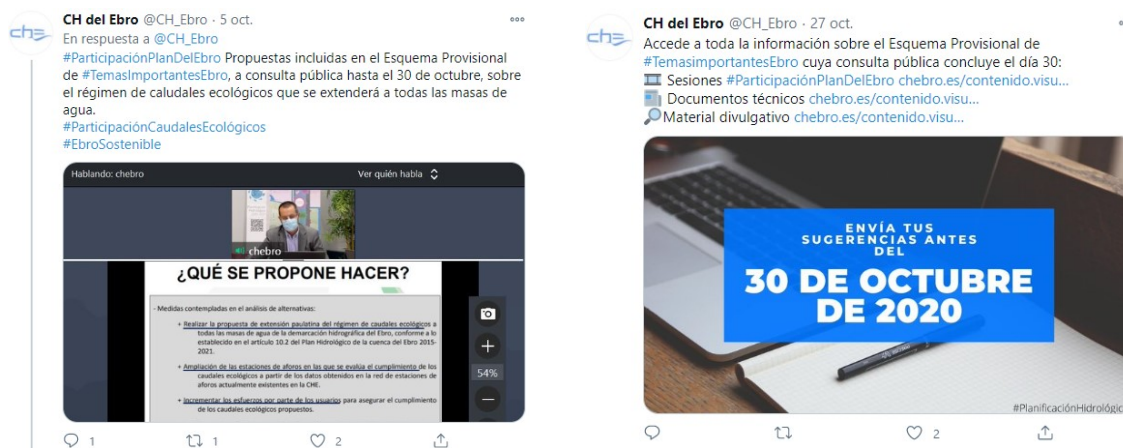 CH del Ebro @CH_Ebro · 5 oct.
En respuesta a @CH_Ebro
#ParticipaciónPlanDelEbro Propuestas incluidas en el Esquema Provisional
de #TemasImportantesEbro, a consulta pública hasta el 30 de octubre, sobre
el régimen de caludales ecológicos que se extenderá a todas las masas de
agua.
#ParticipaciónCaudalesEcológicos
#EbroSostenible
Hablando: chebro
Ver quién habla
chebro
¿QUÉ SE PROPONE HACER?
- Medidas contempladas en el análisis de alternativas:
+ Realizar la propuesta de extensión paulatina del régimen de caudales ecológicos a
todas las masas de agua de la demarcación hidrográfica del Ebro, conforme a lo
establecido en el artículo 10.2 del Plan Hidrológico de la cuenca del Ebro 2015-
2021.
+ Ampliación de las estaciones de aforos en las que se evalúa el cumplimiento de los
caudales ecológicos a partir de los datos obtenidos en la red de estaciones de
aforos actualmente existentes en la CHE.
+ Incrementar los esfuerzos por parte de los usuarios para asegurar el cumplimiento
de los caudales ecológicos propuestos.
54%
1
1
2
che
CH del Ebro @CH_Ebro · 27 oct.
Accede a toda la información sobre el Esquema Provisional de
#TemasimportantesEbro cuya consulta pública concluye el día 30:
Sesiones #ParticipaciónPlanDelEbro chebro.es/contenido.visu...
Documentos técnicos chebro.es/contenido.visu...
Material divulgativo chebro.es/contenido.visu...
ENVÍA TUS
SUGERENCIAS ANTES
DEL
30 DE OCTUBRE
DE 2020
#PlanificaciónHidrológic
2
che